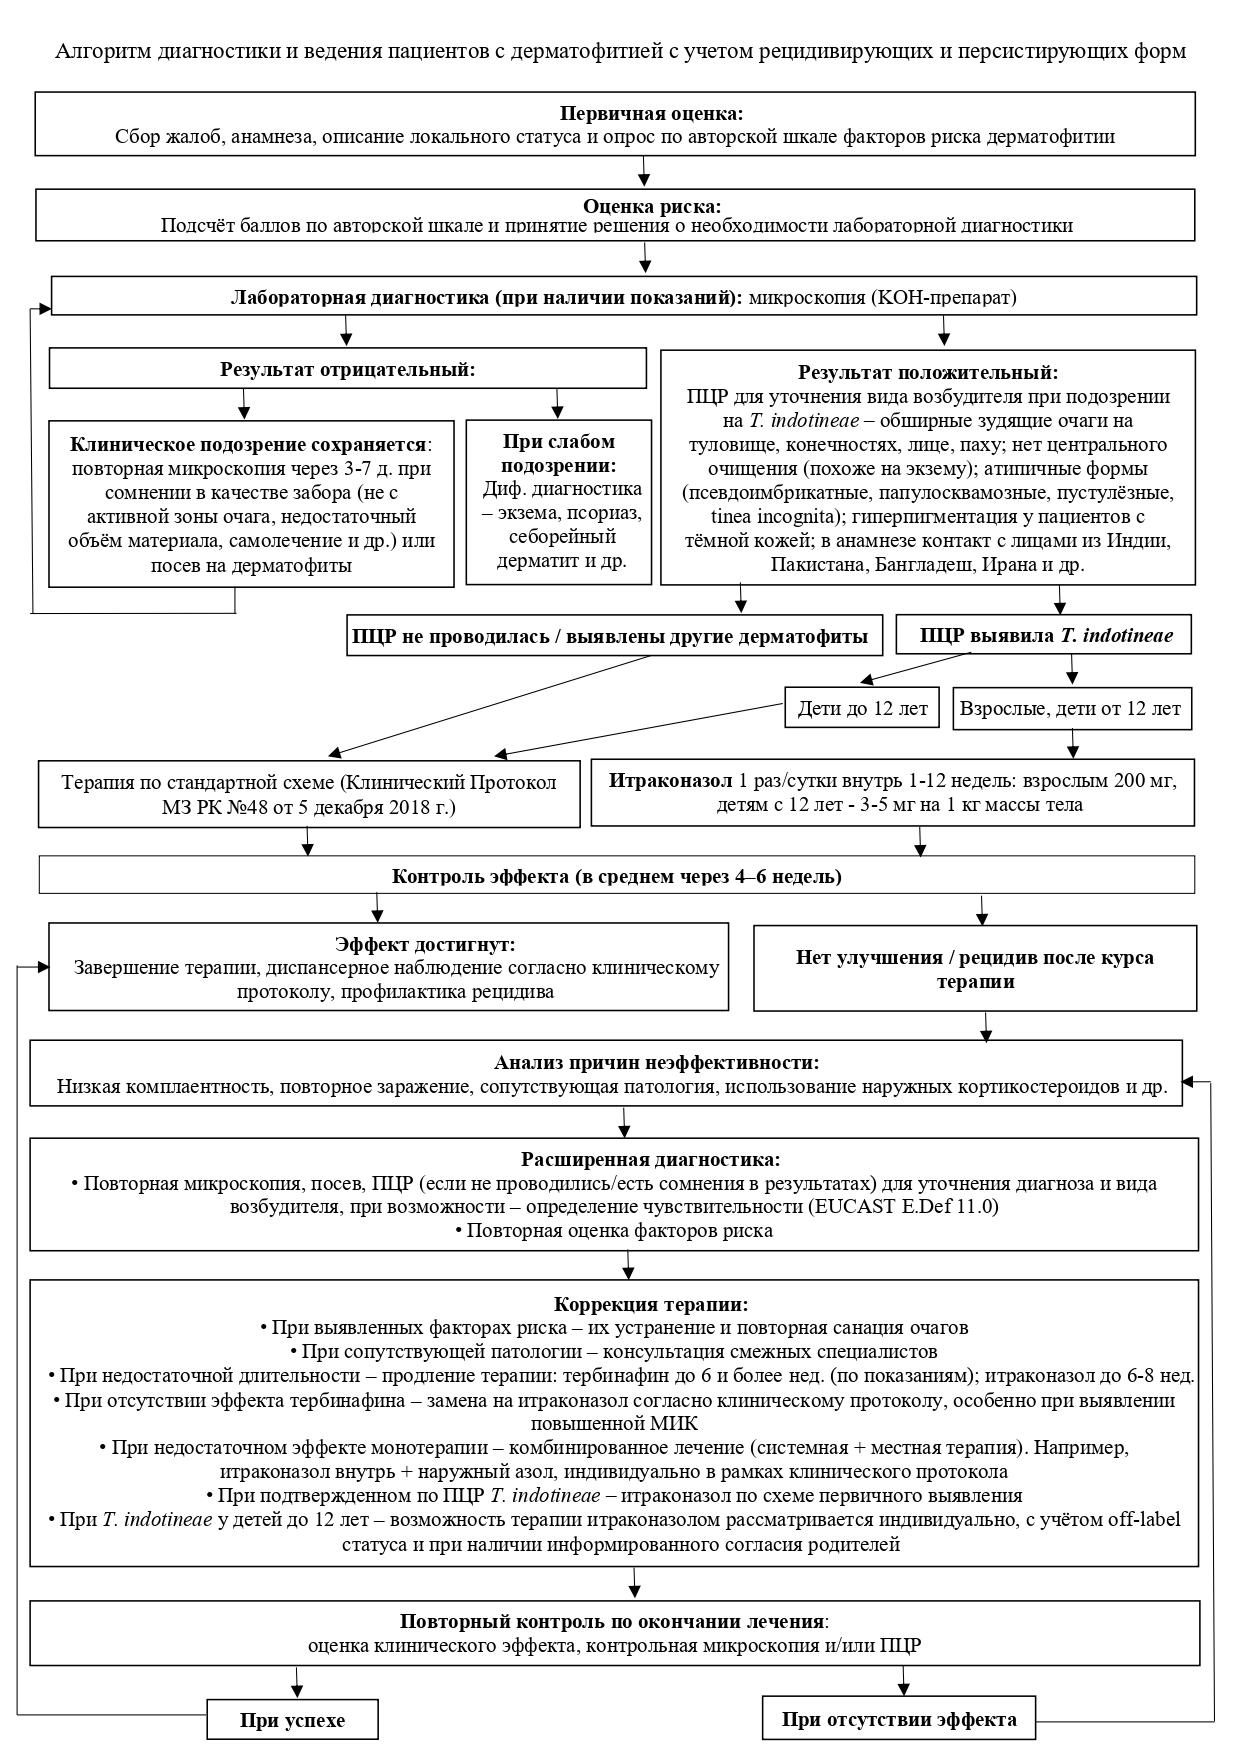 Алгоритм диагностики и ведения пациентов с дерматофитией с учетом рецидивирующих и персистирующих форм
Первичная оценка:
Сбор жалоб, анамнеза, описание локального статуса и опрос по авторской шкале факторов риска дерматофитии
Оценка риска:
Подсчёт баллов по авторской шкале и принятие решения о необходимости лабораторной диагностики
Лабораторная диагностика (при наличии показаний): микроскопия (KOH-препарат)
Результат отрицательный:
Клиническое подозрение сохраняется:
повторная микроскопия через 3-7 д. при
сомнении в качестве забора (не с
активной зоны очага, недостаточный
объём материала, самолечение и др.) или
посев на дерматофиты
При слабом
подозрении:
Диф. диагностика
– экзема, псориаз,
себорейный
дерматит и др.
Результат положительный:
ПЦР для уточнения вида возбудителя при подозрении
на T. indotineae – обширные зудящие очаги на
туловище, конечностях, лице, паху; нет центрального
очищения (похоже на экзему); атипичные формы
(псевдоимбрикатные, папулосквамозные, пустулёзные,
tinea incognita); гиперпигментация у пациентов с
тёмной кожей; в анамнезе контакт с лицами из Индии,
Пакистана, Бангладеш, Ирана и др.
ПЦР не проводилась / выявлены другие дерматофиты
ПЦР выявила T. indotineae
Дети до 12 лет
Взрослые, дети от 12 лет
Терапия по стандартной схеме (Клинический Протокол
МЗ РК №48 от 5 декабря 2018 г.)
Итраконазол 1 раз/сутки внутрь 1-12 недель: взрослым 200 мг,
детям с 12 лет - 3-5 мг на 1 кг массы тела
Контроль эффекта (в среднем через 4–6 недель)
Эффект достигнут:
Завершение терапии, диспансерное наблюдение согласно клиническому
протоколу, профилактика рецидива
Нет улучшения / рецидив после курса
терапии
Анализ причин неэффективности:
Низкая комплаентность, повторное заражение, сопутствующая патология, использование наружных кортикостероидов и др.
Расширенная диагностика:
• Повторная микроскопия, посев, ПЦР (если не проводились/есть сомнения в результатах) для уточнения диагноза и вида
возбудителя, при возможности – определение чувствительности (EUCAST E.Def 11.0)
• Повторная оценка факторов риска
Коррекция терапии:
• При выявленных факторах риска – их устранение и повторная санация очагов
• При сопутствующей патологии – консультация смежных специалистов
• При недостаточной длительности – продление терапии: тербинафин до 6 и более нед. (по показаниям); итраконазол до 6-8 нед.
• При отсутствии эффекта тербинафина – замена на итраконазол согласно клиническому протоколу, особенно при выявлении
повышенной МИК
• При недостаточном эффекте монотерапии – комбинированное лечение (системная + местная терапия). Например,
итраконазол внутрь + наружный азол, индивидуально в рамках клинического протокола
• При подтвержденном по ПЦР T. indotineae – итраконазол по схеме первичного выявления
• При T. indotineae у детей до 12 лет – возможность терапии итраконазолом рассматривается индивидуально, с учётом off-label
статуса и при наличии информированного согласия родителей
Повторный контроль по окончании лечения:
оценка клинического эффекта, контрольная микроскопия и/или ПЦР
При успехе
При отсутствии эффекта